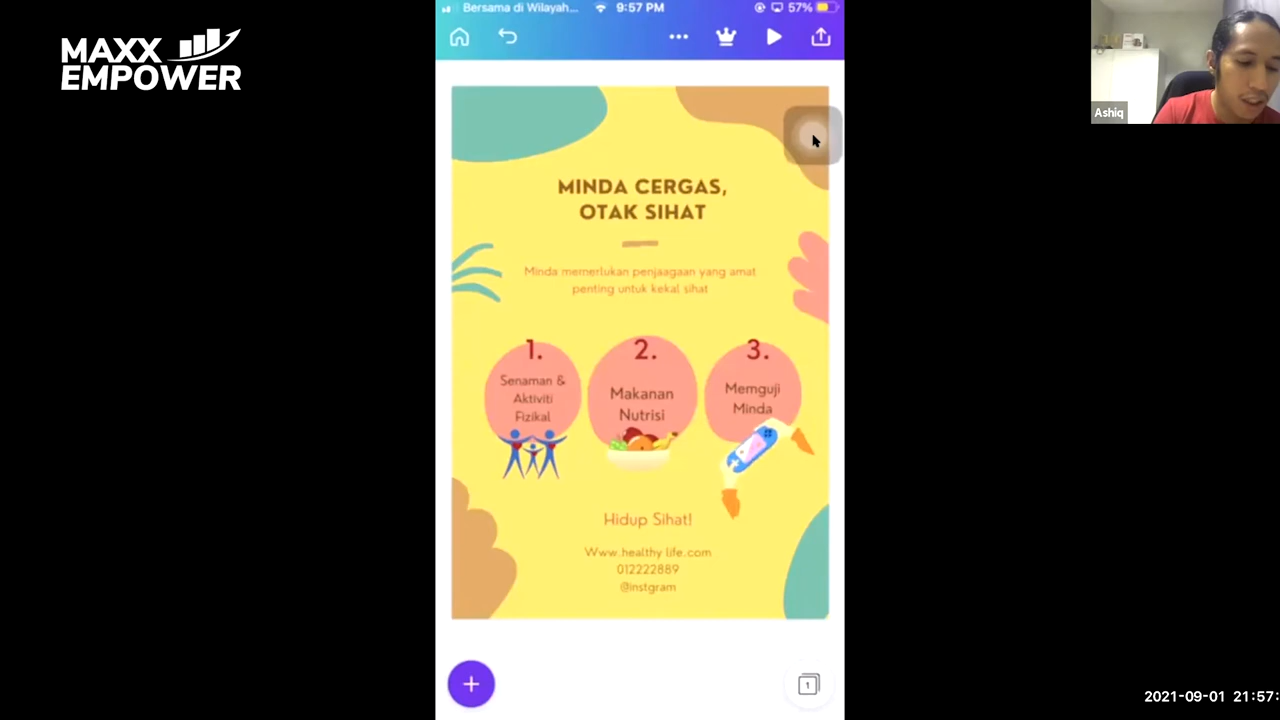 MAXX
EMPOWER
Bersama di Wilayah...
9:57 PM
57%
MINDA CERGAS,
OTAK SIHAT
Minda memerlukan penjaagaan yang amat
penting untuk kekal sihat
1.
Senaman &
Aktiviti
Fizikal
2.
Makanan
Nutrisi
3.
Memguji
Minda
Hidup Sihat!
Www.healthy life.com
012222889
@instgram
1
Ashiq
2021-09-01 21:57: